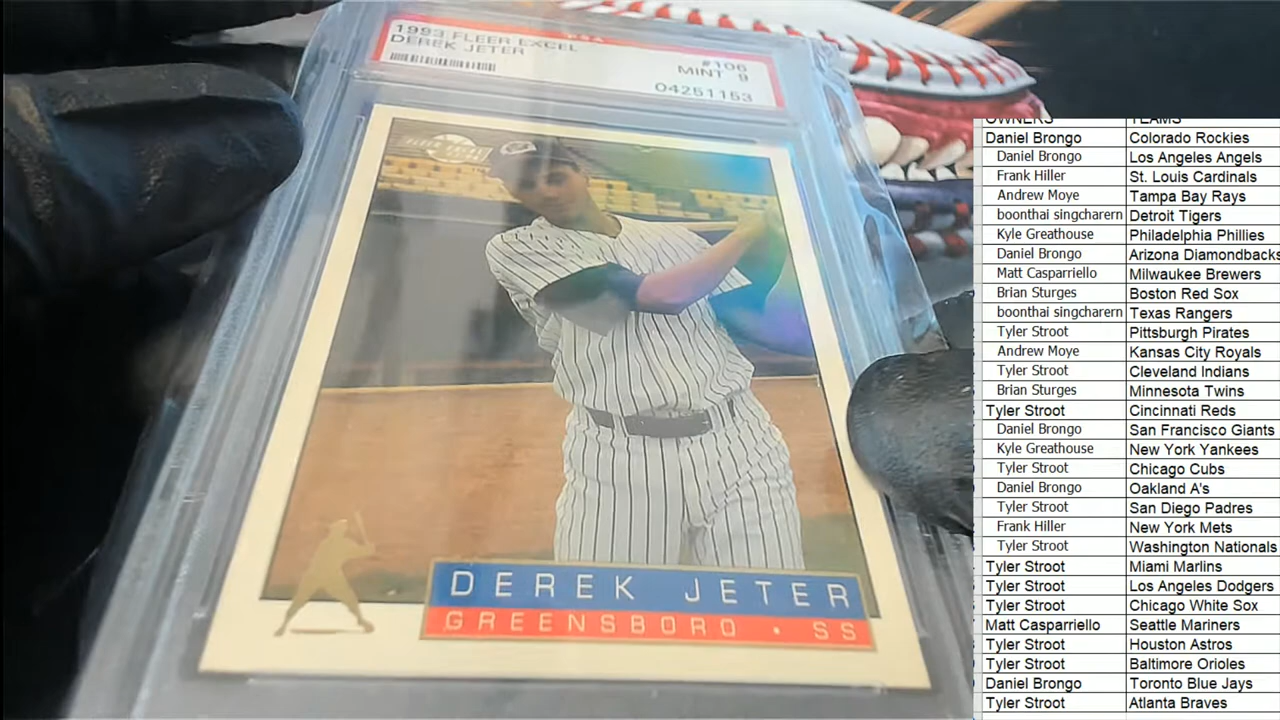 1993 FLEER EXCEL
DEREK JETER
#106
MINT 9
04251153
DEREK JETER
GREENSBORO • SS
OWNERS TEAMS
Daniel Brongo Colorado Rockies
Daniel Brongo Los Angeles Angels
Frank Hiller St. Louis Cardinals
Andrew Moye Tampa Bay Rays
boonthai singcharern Detroit Tigers
Kyle Greathouse Philadelphia Phillies
Daniel Brongo Arizona Diamondbacks
Matt Casparriello Milwaukee Brewers
Brian Sturges Boston Red Sox
boonthai singcharern Texas Rangers
Tyler Stroot Pittsburgh Pirates
Andrew Moye Kansas City Royals
Tyler Stroot Cleveland Indians
Brian Sturges Minnesota Twins
Tyler Stroot Cincinnati Reds
Daniel Brongo San Francisco Giants
Kyle Greathouse New York Yankees
Tyler Stroot Chicago Cubs
Daniel Brongo Oakland A's
Tyler Stroot San Diego Padres
Frank Hiller New York Mets
Tyler Stroot Washington Nationals
Tyler Stroot Miami Marlins
Tyler Stroot Los Angeles Dodgers
Tyler Stroot Chicago White Sox
Matt Casparriello Seattle Mariners
Tyler Stroot Houston Astros
Tyler Stroot Baltimore Orioles
Daniel Brongo Toronto Blue Jays
Tyler Stroot Atlanta Braves